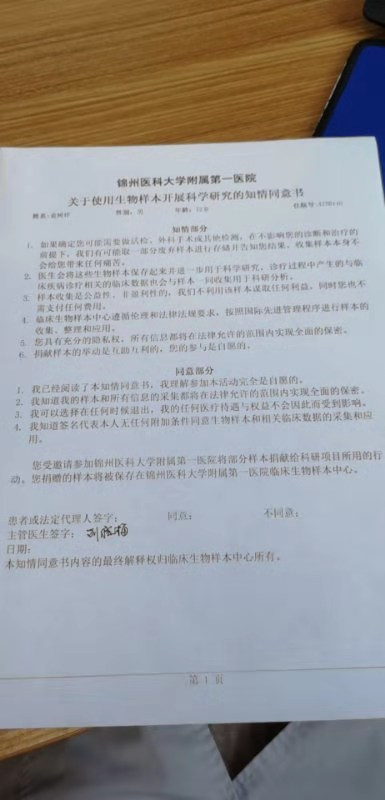 锦州医科大学附属第一医院
关于使用生物样本开展科学研究的知情同意书
姓名: 性别: 年龄: 住院号:
知情部分
1. 如果确定您可能需要做活检、外科手术或其他检测，在不影响您的诊断和治疗的
前提下，我们有可能取一部分废弃样本进行存储并告知您结果。收集样本本身不
会给您带来任何痛苦。
2. 医生会将这些生物样本保存起来并进一步用于科学研究，诊疗过程中产生的与临
床疾病诊疗相关的临床数据也会与样本一同收集用于科研分析。
3. 样本收集是公益性、非盈利性的，我们不利用该样本谋取任何利益，同时您也不
需支付任何费用。
4. 临床生物样本中心遵循伦理和法律法规要求，按照国际先进管理程序进行样本的
收集、整理和应用。
5. 您具有充分的隐私权，所有信息都将在法律允许的范围内实现全面的保密。
6. 捐献样本的举动是互助互利的，您的参与是自愿的。
同意部分
1. 我已经阅读了本知情同意书，我理解参加本活动完全是自愿的。
2. 我知道我的样本和所有信息的采集都将在法律允许的范围内实现全面的保密。
3. 我可以选择在任何时候退出，我的任何医疗待遇与权益不会因此而受到影响。
4. 我知道签名代表本人无任何附加条件同意生物样本和相关临床数据的采集和应
用。
您受邀请参加锦州医科大学附属第一医院将部分样本捐献给科研项目所用的行
动，您捐赠的样本将被保存在锦州医科大学附属第一医院临床生物样本中心。
患者或法定代理人签字： 同意： 不同意：
主管医生签字：
日期：
本知情同意书内容的最终解释权归临床生物样本中心所有。
第 1 页